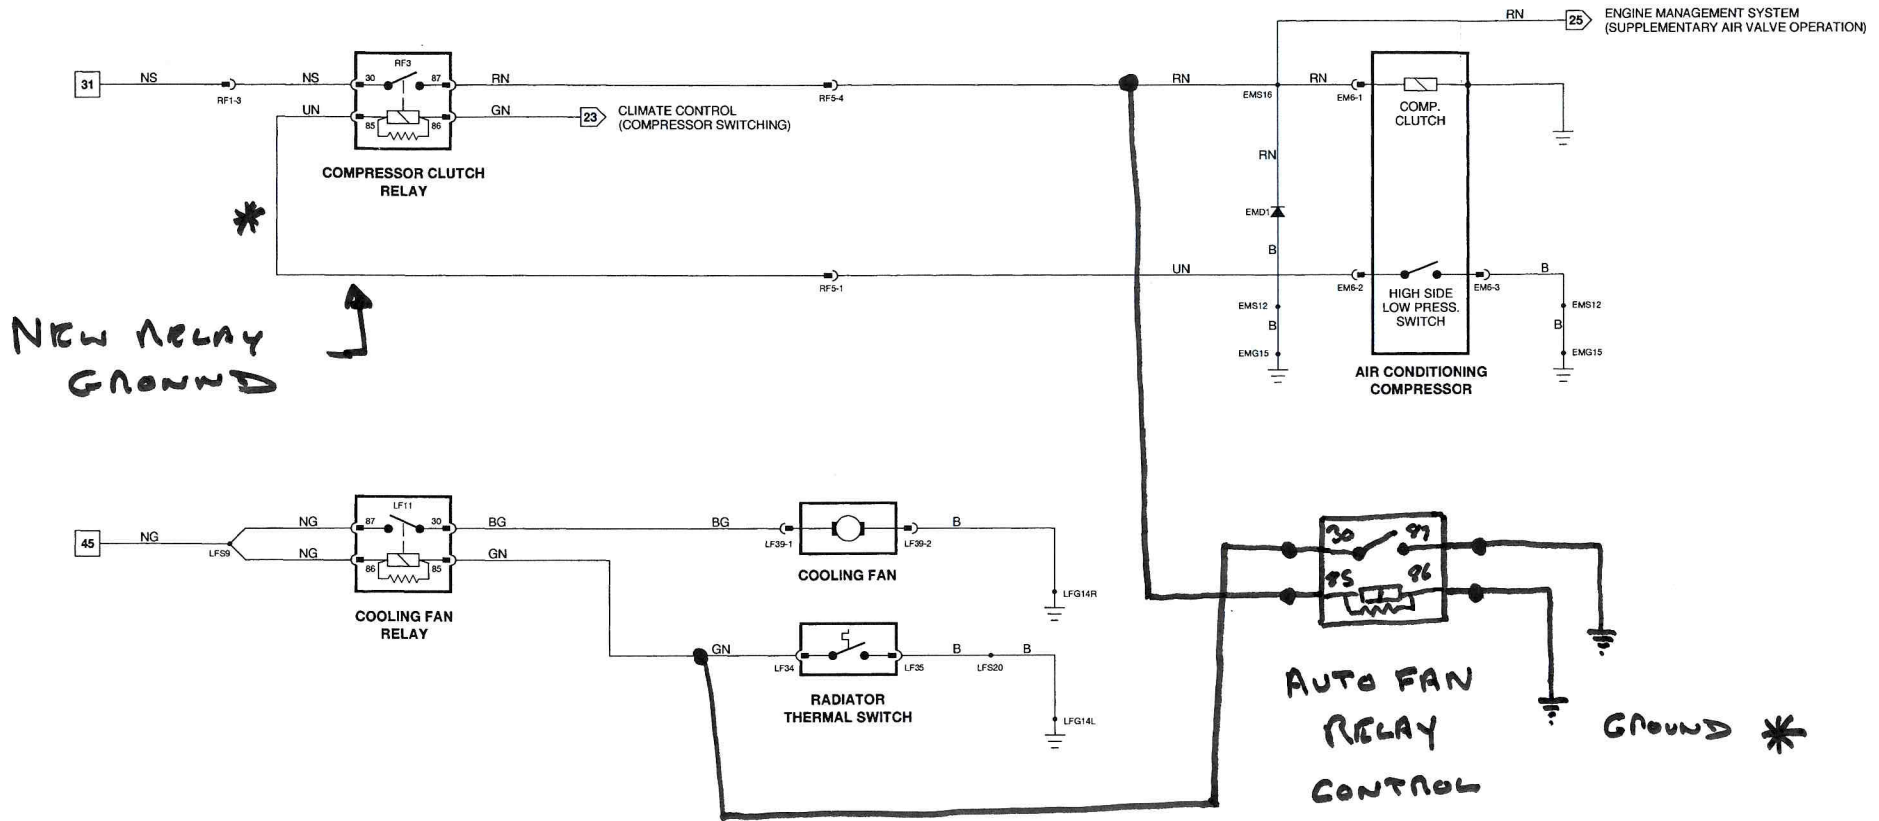 RN
25
ENGINE MANAGEMENT SYSTEM
(SUPPLEMENTARY AIR VALVE OPERATION)
31
NS
RF1-3
NS
RF3
30
87
RN
RF5-4
RN
EMS16
RN
EM6-1
COMP.
CLUTCH
UN
85
86
GN
23
CLIMATE CONTROL
(COMPRESSOR SWITCHING)
COMPRESSOR CLUTCH
RELAY
RN
EMD1
B
*
RF5-1
UN
EM6-2
HIGH SIDE
LOW PRESS.
SWITCH
EM6-3
B
EMS12
B
EMG15
EMS12
B
EMG15
AIR CONDITIONING
COMPRESSOR
NEW RELAY
GROUND
45
NG
LFS9
NG
NG
LF11
87
30
86
85
BG
GN
COOLING FAN
RELAY
BG
LF39-1
LF39-2
B
COOLING FAN
LFG14R
GN
LF34
LF35
B
LFS20
B
LFG14L
RADIATOR
THERMAL SWITCH
30
87
85
86
AUTO FAN
RELAY
CONTROL
GROUND *